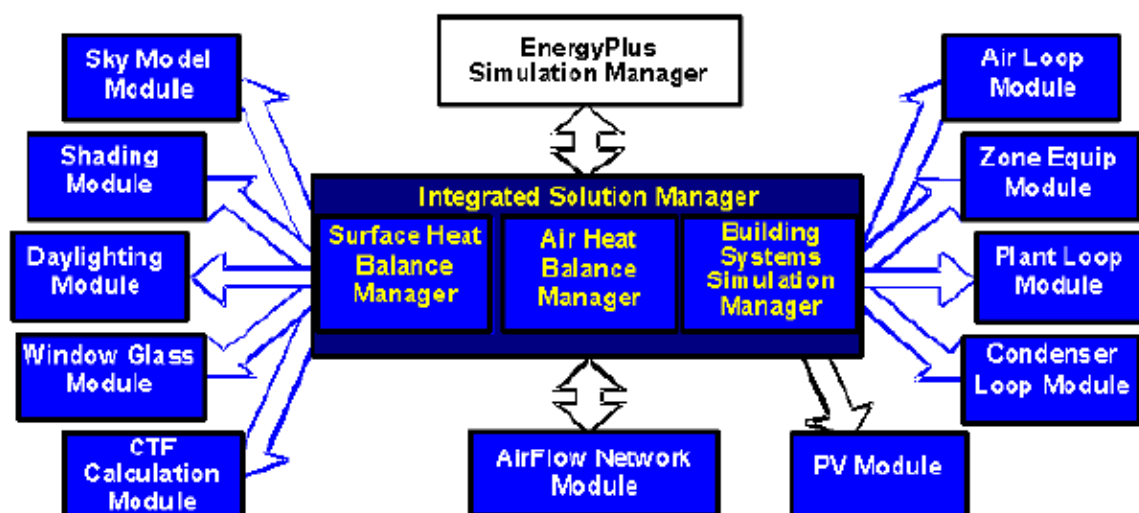 EnergyPlus
Simulation Manager
Sky Model
Module
Shading
Module
Daylighting
Module
Window Glass
Module
CTF
Calculation
Module
Integrated Solution Manager
Surface Heat
Balance
Manager
Air Heat
Balance
Manager
Building
Systems
Simulation
Manager
AirFlow Network
Module
PV Module
Air Loop
Module
Zone Equip
Module
Plant Loop
Module
Condenser
Loop Module